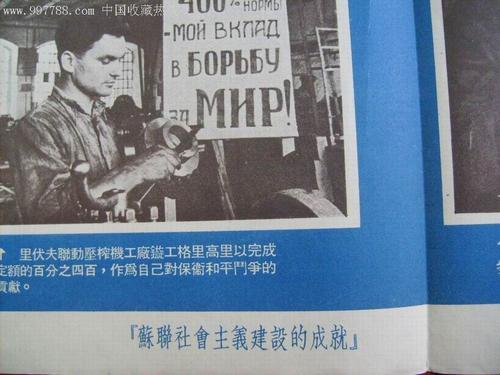 www.997788.com 中国收藏热
400% НОРМЫ
-МОЙ ВКЛАД
В БОРЬБУ
ЗА МИР!
里伏夫聯動壓榨機工廠鏇工格里高里以完成
定額的百分之四百，作爲自己對保衞和平鬥爭的
貢獻。
『蘇聯社會主義建設的成就』